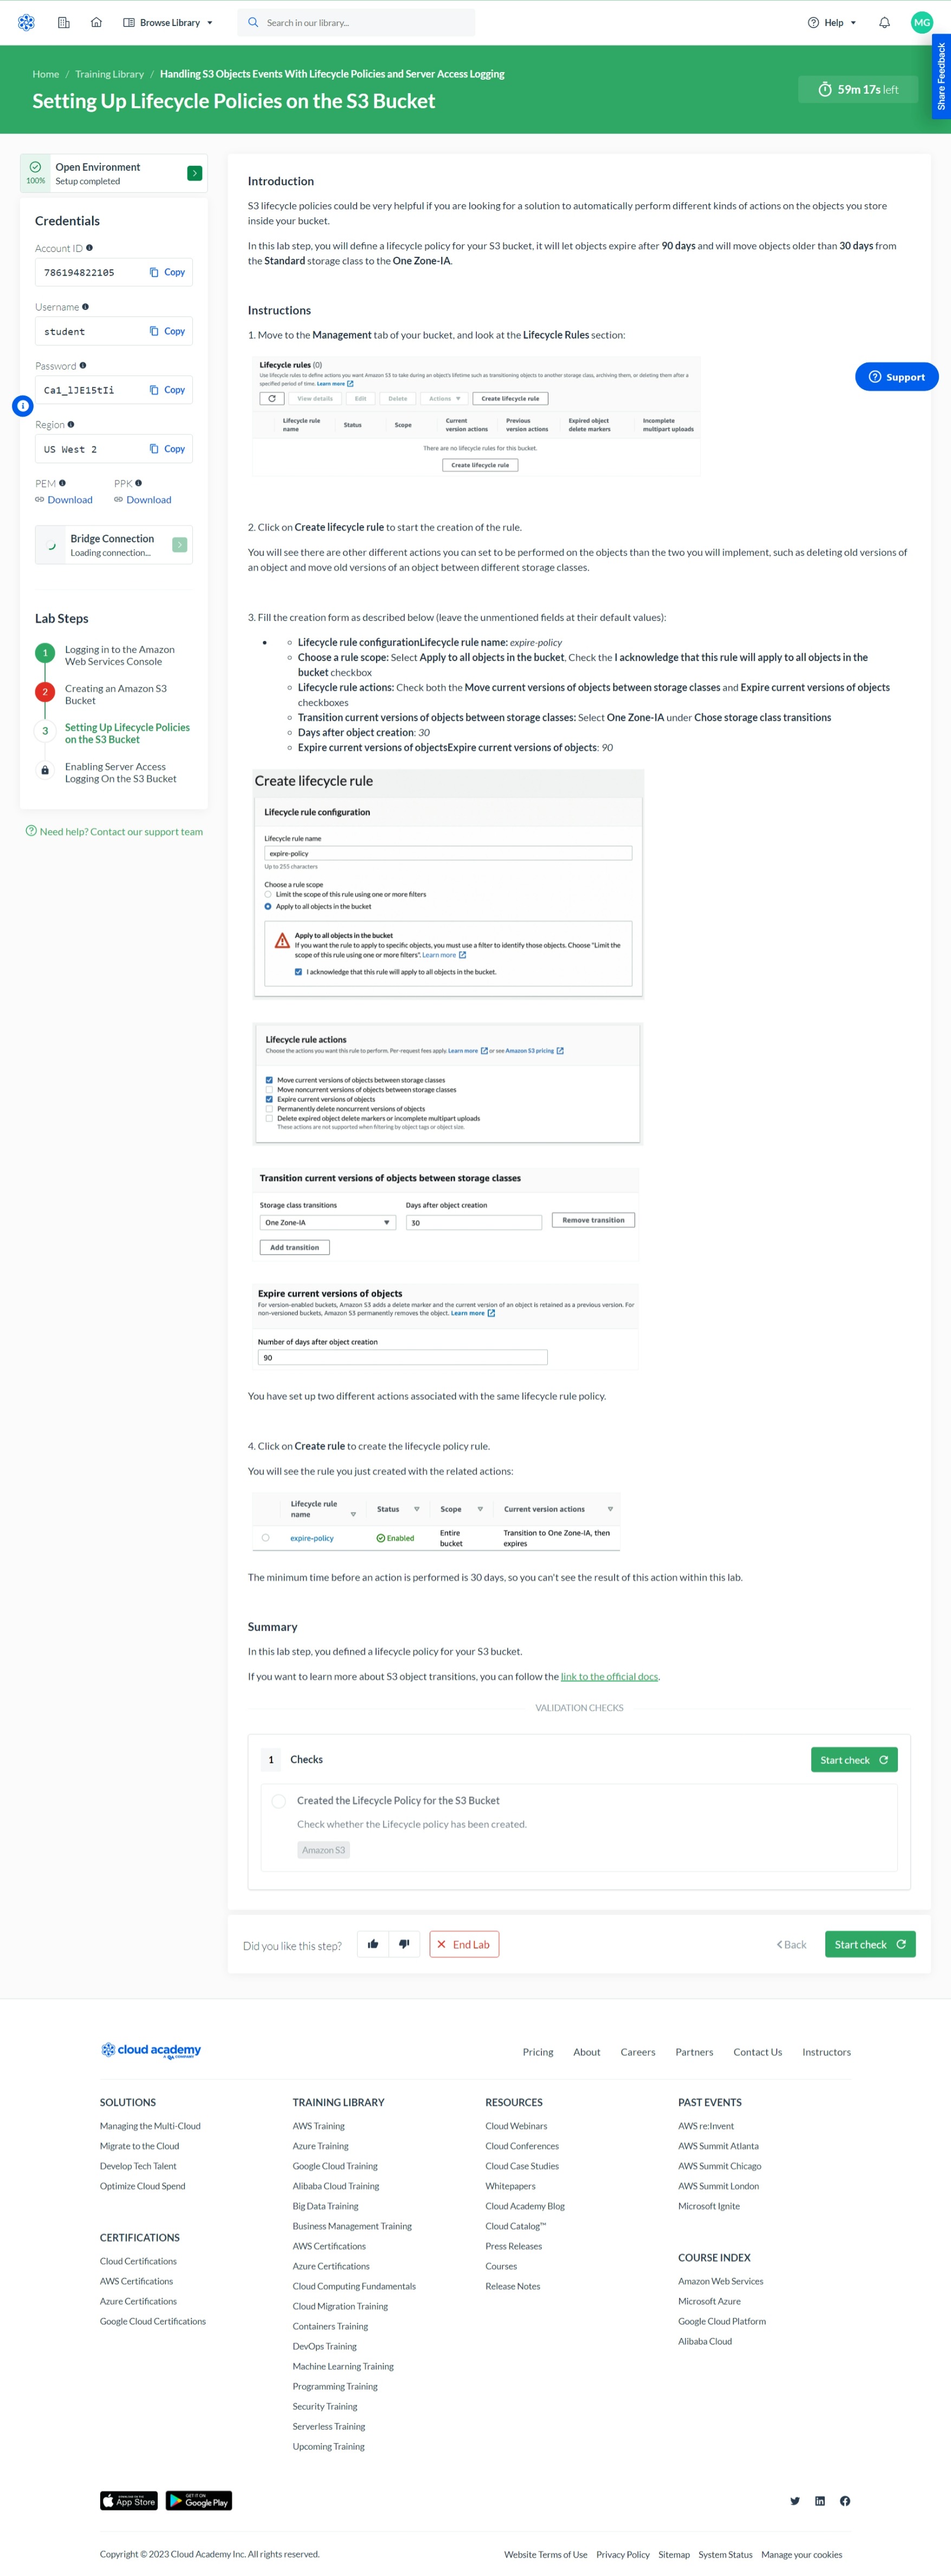 Browse Library
Search in our library...
Help
MG
Share Feedback
Home / Training Library / Handling S3 Objects Events With Lifecycle Policies and Server Access Logging
Setting Up Lifecycle Policies on the S3 Bucket
59m 17s left
100%
Open Environment
Setup completed
Credentials
Account ID
786194822105
Copy
Username
student
Copy
Password
Ca1_lJE15tIi
Copy
Region
US West 2
Copy
PEM
PPK
Download
Download
Bridge Connection
Loading connection...
Lab Steps
1
Logging in to the Amazon
Web Services Console
2
Creating an Amazon S3
Bucket
3
Setting Up Lifecycle Policies
on the S3 Bucket
Enabling Server Access
Logging On the S3 Bucket
Need help? Contact our support team
Support
Introduction
S3 lifecycle policies could be very helpful if you are looking for a solution to automatically perform different kinds of actions on the objects you store
inside your bucket.
In this lab step, you will define a lifecycle policy for your S3 bucket, it will let objects expire after 90 days and will move objects older than 30 days from
the Standard storage class to the One Zone-IA.
Instructions
1. Move to the Management tab of your bucket, and look at the Lifecycle Rules section:
Lifecycle rules (0)
Use lifecycle rules to define actions you want Amazon S3 to take during an object's lifetime such as transitioning objects to another storage class, archiving them, or deleting them after a
specified period of time. Learn more
View details
Edit
Delete
Actions
Create lifecycle rule
Lifecycle rule
name
Status
Scope
Current
version actions
Previous
version actions
Expired object
delete markers
Incomplete
multipart uploads
There are no lifecycle rules for this bucket.
Create lifecycle rule
2. Click on Create lifecycle rule to start the creation of the rule.
You will see there are other different actions you can set to be performed on the objects than the two you will implement, such as deleting old versions of
an object and move old versions of an object between different storage classes.
3. Fill the creation form as described below (leave the unmentioned fields at their default values):
Lifecycle rule configurationLifecycle rule name: expire-policy
Choose a rule scope: Select Apply to all objects in the bucket, Check the I acknowledge that this rule will apply to all objects in the
bucket checkbox
Lifecycle rule actions: Check both the Move current versions of objects between storage classes and Expire current versions of objects
checkboxes
Transition current versions of objects between storage classes: Select One Zone-IA under Chose storage class transitions
Days after object creation: 30
Expire current versions of objectsExpire current versions of objects: 90
Create lifecycle rule
Lifecycle rule configuration
Lifecycle rule name
expire-policy
Up to 255 characters
Choose a rule scope
Limit the scope of this rule using one or more filters
Apply to all objects in the bucket
Apply to all objects in the bucket
If you want the rule to apply to specific objects, you must use a filter to identify those objects. Choose "Limit the
scope of this rule using one or more filters". Learn more
I acknowledge that this rule will apply to all objects in the bucket.
Lifecycle rule actions
Choose the actions you want this rule to perform. Per-request fees apply. Learn more or see Amazon S3 pricing
Move current versions of objects between storage classes
Move noncurrent versions of objects between storage classes
Expire current versions of objects
Permanently delete noncurrent versions of objects
Delete expired object delete markers or incomplete multipart uploads
These actions are not supported when filtering by object tags or object size.
Transition current versions of objects between storage classes
Storage class transitions
Days after object creation
One Zone-IA
30
Remove transition
Add transition
Expire current versions of objects
For version-enabled buckets, Amazon S3 adds a delete marker and the current version of an object is retained as a previous version. For
non-versioned buckets, Amazon S3 permanently removes the object. Learn more
Number of days after object creation
90
You have set up two different actions associated with the same lifecycle rule policy.
4. Click on Create rule to create the lifecycle policy rule.
You will see the rule you just created with the related actions:
Lifecycle rule
name
Status
Scope
Current version actions
expire-policy
Enabled
Entire
bucket
Transition to One Zone-IA, then
expires
The minimum time before an action is performed is 30 days, so you can't see the result of this action within this lab.
Summary
In this lab step, you defined a lifecycle policy for your S3 bucket.
If you want to learn more about S3 object transitions, you can follow the link to the official docs.
VALIDATION CHECKS
1 Checks
Start check
Created the Lifecycle Policy for the S3 Bucket
Check whether the Lifecycle policy has been created.
Amazon S3
Did you like this step?
End Lab
Back
Start check
cloud academy
Pricing
About
Careers
Partners
Contact Us
Instructors
SOLUTIONS
Managing the Multi-Cloud
Migrate to the Cloud
Develop Tech Talent
Optimize Cloud Spend
CERTIFICATIONS
Cloud Certifications
AWS Certifications
Azure Certifications
Google Cloud Certifications
TRAINING LIBRARY
AWS Training
Azure Training
Google Cloud Training
Alibaba Cloud Training
Big Data Training
Business Management Training
AWS Certifications
Azure Certifications
Cloud Computing Fundamentals
Cloud Migration Training
Containers Training
DevOps Training
Machine Learning Training
Programming Training
Security Training
Serverless Training
Upcoming Training
RESOURCES
Cloud Webinars
Cloud Conferences
Cloud Case Studies
Whitepapers
Cloud Academy Blog
Cloud Catalog™
Press Releases
Courses
Release Notes
PAST EVENTS
AWS re:Invent
AWS Summit Atlanta
AWS Summit Chicago
AWS Summit London
Microsoft Ignite
COURSE INDEX
Amazon Web Services
Microsoft Azure
Google Cloud Platform
Alibaba Cloud
App Store
GET IT ON
Google Play
Copyright © 2023 Cloud Academy Inc. All rights reserved.
Website Terms of Use
Privacy Policy
Sitemap
System Status
Manage your cookies